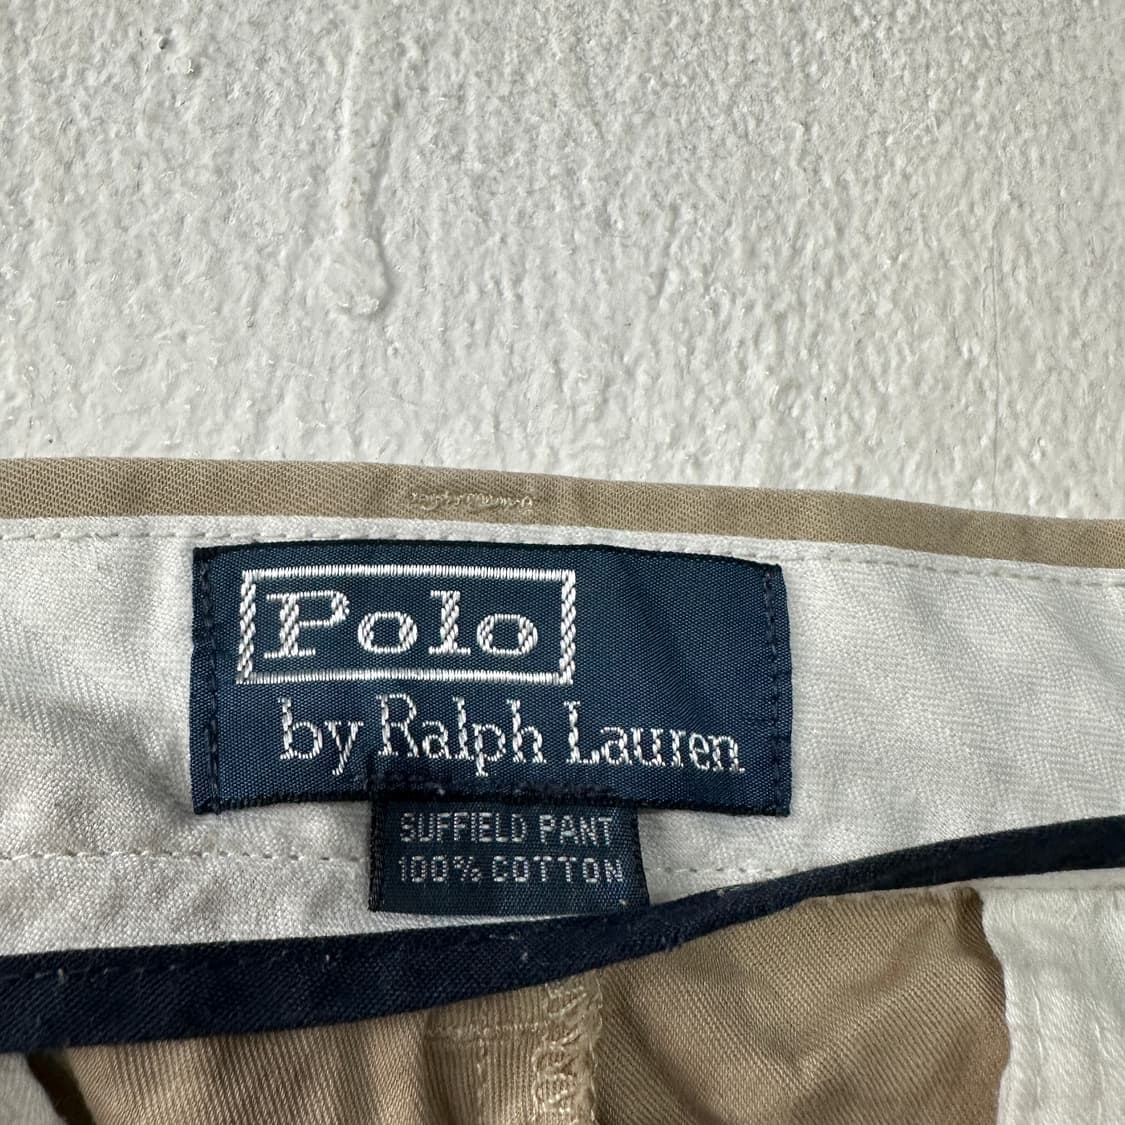 Polo
by Ralph Lauren
SUFFIELD PANT
100% COTTON